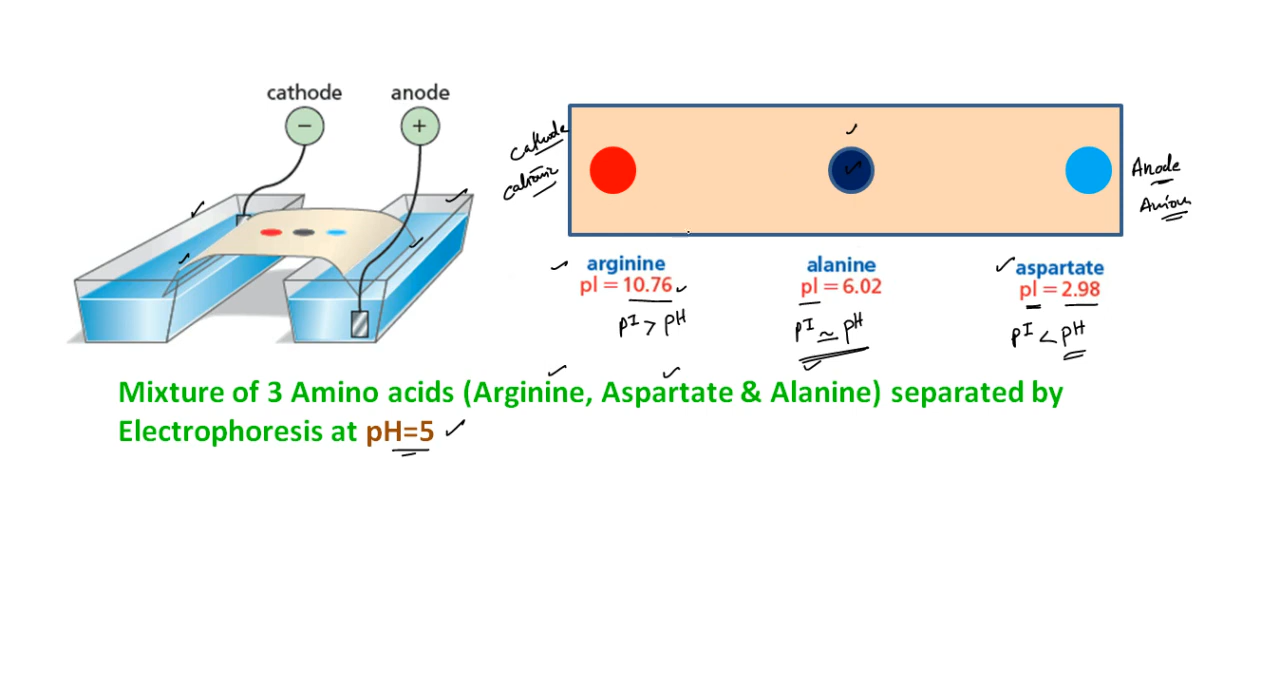 cathode anode
− +
cathode
cationic
Anode
Anion
arginine
pI = 10.76
pI > pH
alanine
pI = 6.02
pI ≃ pH
aspartate
pI = 2.98
pI < pH
Mixture of 3 Amino acids (Arginine, Aspartate & Alanine) separated by
Electrophoresis at pH=5